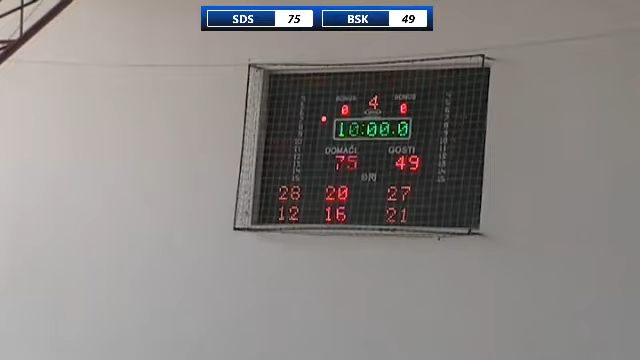 SDS 75 BSK 49
BONUS 4 BONUS
0 0
10:00.0
DOMAĆI GOSTI
75 49
28 20 27
12 16 21